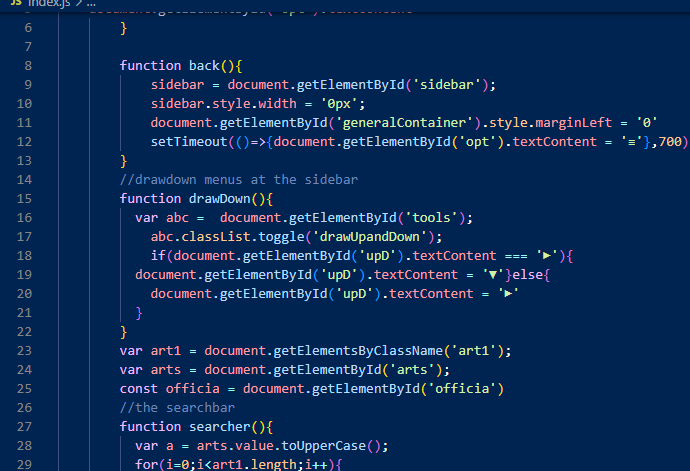 JS index.js > ...
6 }
7
8 function back(){
9 sidebar = document.getElementById('sidebar');
10 sidebar.style.width = '0px';
11 document.getElementById('generalContainer').style.marginLeft = '0'
12 setTimeout(()=>{document.getElementById('opt').textContent = '≡'},700)
13 }
14 //drawdown menus at the sidebar
15 function drawDown(){
16 var abc =  document.getElementById('tools');
17 abc.classList.toggle('drawUpandDown');
18 if(document.getElementById('upD').textContent === '►'){
19 document.getElementById('upD').textContent = '▼'}else{
20 document.getElementById('upD').textContent = '►'
21 }
22 }
23 var art1 = document.getElementsByClassName('art1');
24 var arts = document.getElementById('arts');
25 const officia = document.getElementById('officia')
26 //the searchbar
27 function searcher(){
28 var a = arts.value.toUpperCase();
29 for(i=0;i<art1.length;i++){